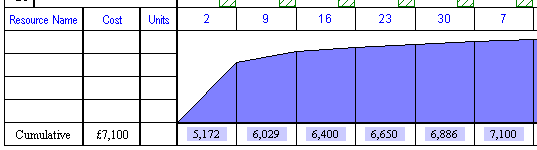 Resource Name Cost Units 2 9 16 23 30 7
Cumulative £7,100 5,172 6,029 6,400 6,650 6,886 7,100